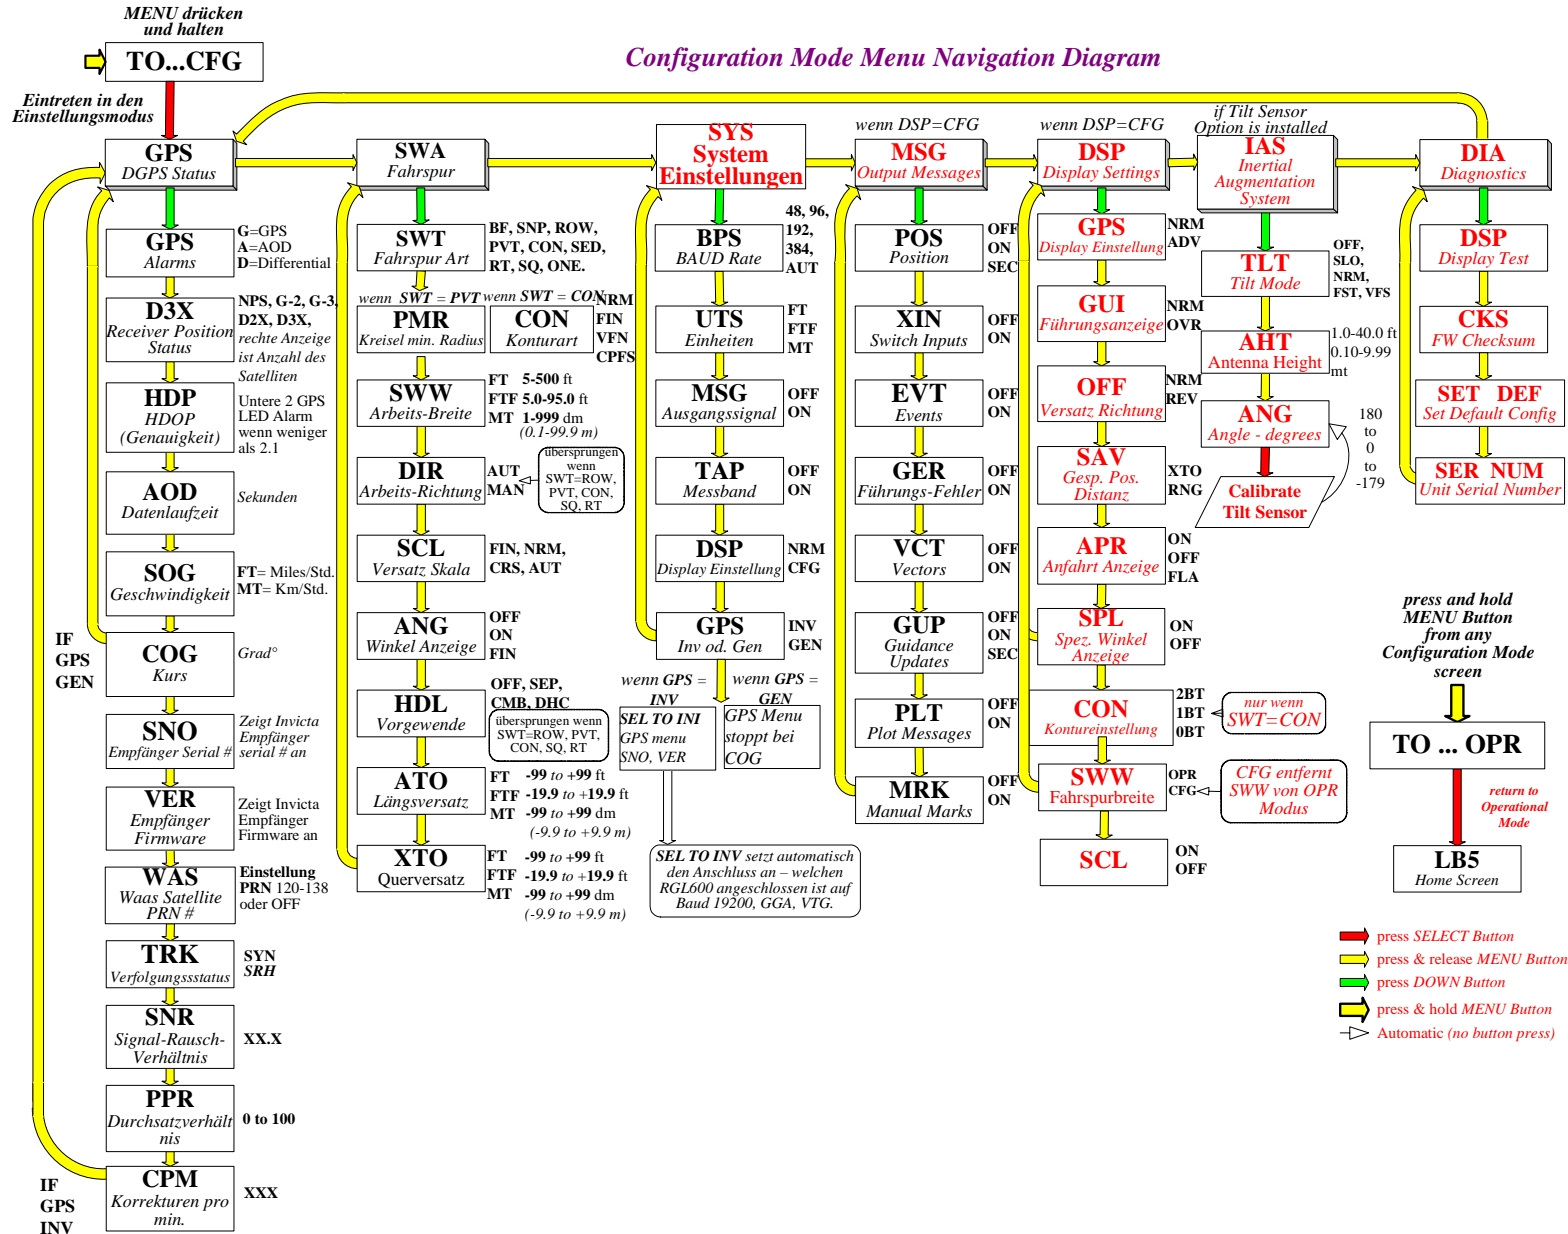 MENU drücken
und halten
TO...CFG
Configuration Mode Menu Navigation Diagram
Eintreten in den
Einstellungsmodus
GPS
DGPS Status
GPS
Alarms
G=GPS
A=AOD
D=Differential
D3X
Receiver Position
Status
NPS, G-2, G-3,
D2X, D3X,
rechte Anzeige
ist Anzahl des
Satelliten
HDP
HDOP
(Genauigkeit)
Untere 2 GPS
LED Alarm
wenn weniger
als 2.1
AOD
Datenlaufzeit
Sekunden
SOG
Geschwindigkeit
FT= Miles/Std.
MT= Km/Std.
IF
GPS
GEN
COG
Kurs
Grad°
SNO
Empfänger Serial #
Zeigt Invicta
Empfänger
serial # an
VER
Empfänger
Firmware
Zeigt Invicta
Empfänger
Firmware an
WAS
Waas Satellite
PRN #
Einstellung
PRN 120-138
oder OFF
TRK
Verfolgungssstatus
SYN
SRH
SNR
Signal-Rausch-
Verhältnis
XX.X
PPR
Durchsatzverhält
nis
0 to 100
IF
GPS
INV
CPM
Korrekturen pro
min.
XXX
SWA
Fahrspur
SWT
Fahrspur Art
BF, SNP, ROW,
PVT, CON, SED,
RT, SQ, ONE.
wenn SWT = PVT
wenn SWT = CON
PMR
Kreisel min. Radius
CON
Konturart
NRM
FIN
VFN
CPFS
SWW
Arbeits-Breite
FT 5-500 ft
FTF 5.0-95.0 ft
MT 1-999 dm
(0.1-99.9 m)
DIR
Arbeits-Richtung
AUT
MAN
übersprungen
wenn
SWT=ROW,
PVT, CON,
SQ, RT
SCL
Versatz Skala
FIN, NRM,
CRS, AUT
ANG
Winkel Anzeige
OFF
ON
FIN
HDL
Vorgewende
OFF, SEP,
CMB, DHC
übersprungen wenn
SWT=ROW, PVT,
CON, SQ, RT
ATO
Längsversatz
FT -99 to +99 ft
FTF -19.9 to +19.9 ft
MT -99 to +99 dm
(-9.9 to +9.9 m)
XTO
Querversatz
FT -99 to +99 ft
FTF -19.9 to +19.9 ft
MT -99 to +99 dm
(-9.9 to +9.9 m)
SYS
System
Einstellungen
BPS
BAUD Rate
48, 96,
192,
384,
AUT
UTS
Einheiten
FT
FTF
MT
MSG
Ausgangssignal
OFF
ON
TAP
Messband
OFF
ON
DSP
Display Einstellung
NRM
CFG
GPS
Inv od. Gen
INV
GEN
wenn GPS =
INV
wenn GPS =
GEN
SEL TO INI
GPS menu
SNO, VER
GPS Menu
stoppt bei
COG
SEL TO INV setzt automatisch
den Anschluss an – welchen
RGL600 angeschlossen ist auf
Baud 19200, GGA, VTG.
wenn DSP=CFG
MSG
Output Messages
POS
Position
OFF
ON
SEC
XIN
Switch Inputs
OFF
ON
EVT
Events
OFF
ON
GER
Führungs-Fehler
OFF
ON
VCT
Vectors
OFF
ON
GUP
Guidance
Updates
OFF
ON
SEC
PLT
Plot Messages
OFF
ON
MRK
Manual Marks
OFF
ON
wenn DSP=CFG
DSP
Display Settings
GPS
Display Einstellung
NRM
ADV
GUI
Führungsanzeige
NRM
OVR
OFF
Versatz Richtung
NRM
REV
SAV
Gesp. Pos.
Distanz
XTO
RNG
APR
Anfahrt Anzeige
ON
OFF
FLA
SPL
Spez. Winkel
Anzeige
ON
OFF
CON
Kontureinstellung
2BT
1BT
0BT
nur wenn
SWT=CON
SWW
Fahrspurbreite
OPR
CFG
CFG entfernt
SWW von OPR
Modus
SCL
ON
OFF
if Tilt Sensor
Option is installed
IAS
Inertial
Augmentation
System
TLT
Tilt Mode
OFF,
SLO,
NRM,
FST, VFS
AHT
Antenna Height
1.0-40.0 ft
0.10-9.99
mt
ANG
Angle - degrees
180
to
0
to
-179
Calibrate
Tilt Sensor
DIA
Diagnostics
DSP
Display Test
CKS
FW Checksum
SET DEF
Set Default Config
SER NUM
Unit Serial Number
press and hold
MENU Button
from any
Configuration Mode
screen
TO ... OPR
return to
Operational
Mode
LB5
Home Screen
press SELECT Button
press & release MENU Button
press DOWN Button
press & hold MENU Button
Automatic (no button press)